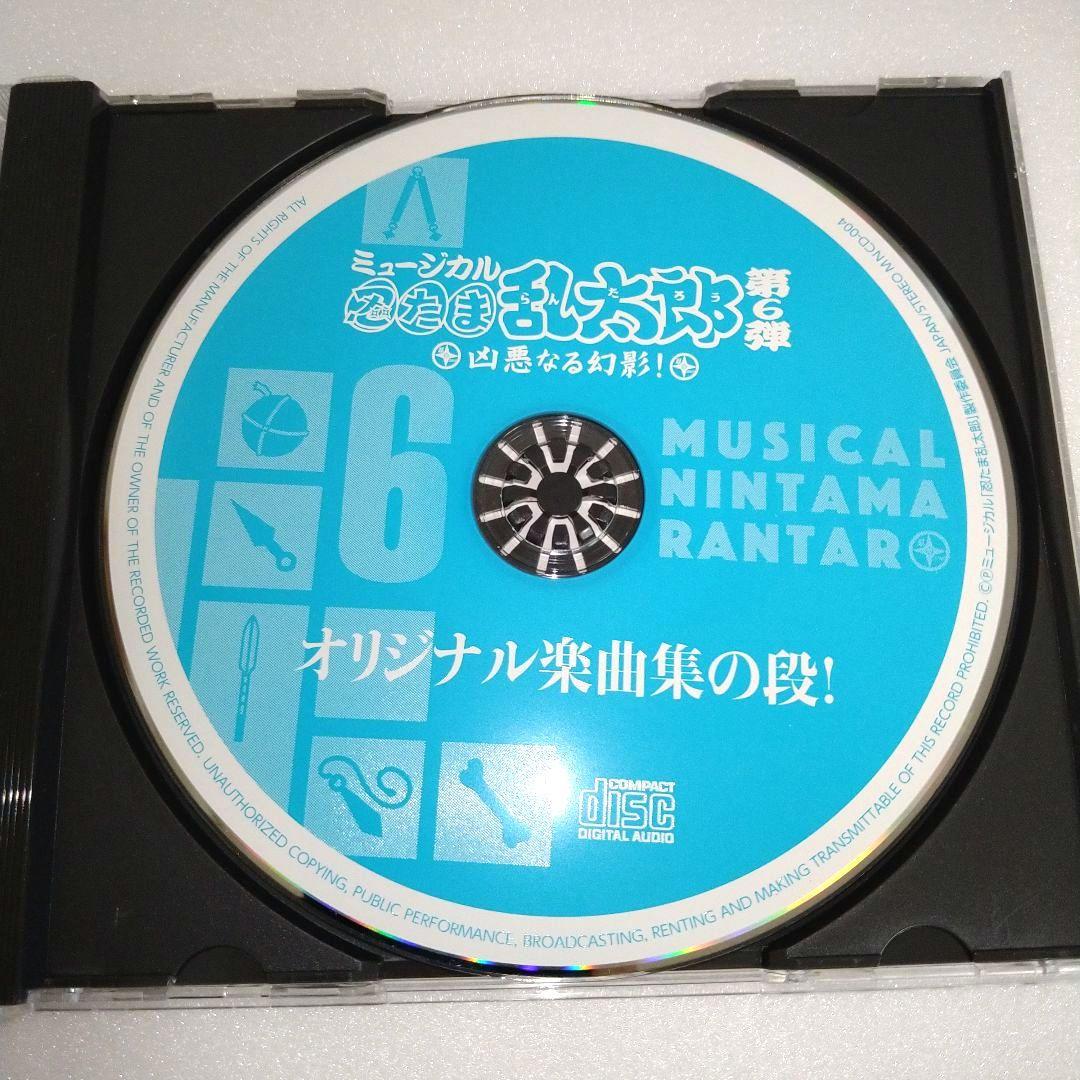 ミュージカル
忍たま乱太郎
らんたろう
第6弾
凶悪なる幻影!
6
MUSICAL
NINTAMA
RANTARO
オリジナル楽曲集の段!
COMPACT
disc
DIGITAL AUDIO
ALL RIGHTS OF THE MANUFACTURER AND OF THE OWNER OF THE RECORDED WORK RESERVED. UNAUTHORIZED COPYING, PUBLIC PERFORMANCE, BROADCASTING, RENTING AND MAKING TRANSMITTABLE OF THIS RECORD PROHIBITED. ©℗ミュージカル「忍たま乱太郎」製作委員会 JAPAN/STEREO MNCD-004